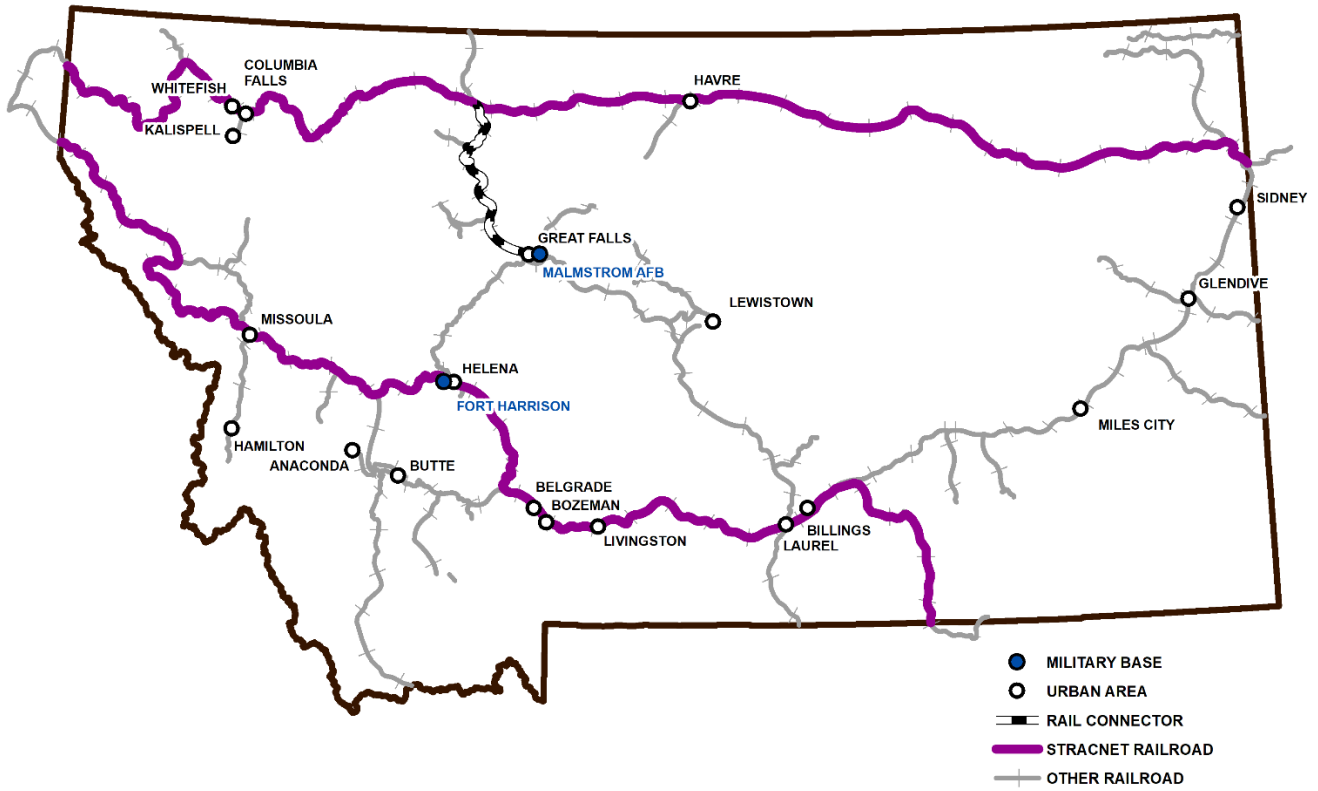 COLUMBIA
FALLS
WHITEFISH
KALISPELL
HAVRE
SIDNEY
GREAT FALLS
MALMSTROM AFB
GLENDIVE
LEWISTOWN
MISSOULA
HELENA
FORT HARRISON
MILES CITY
HAMILTON
ANACONDA
BUTTE
BELGRADE
BOZEMAN
LIVINGSTON
BILLINGS
LAUREL
MILITARY BASE
URBAN AREA
RAIL CONNECTOR
STRACNET RAILROAD
OTHER RAILROAD